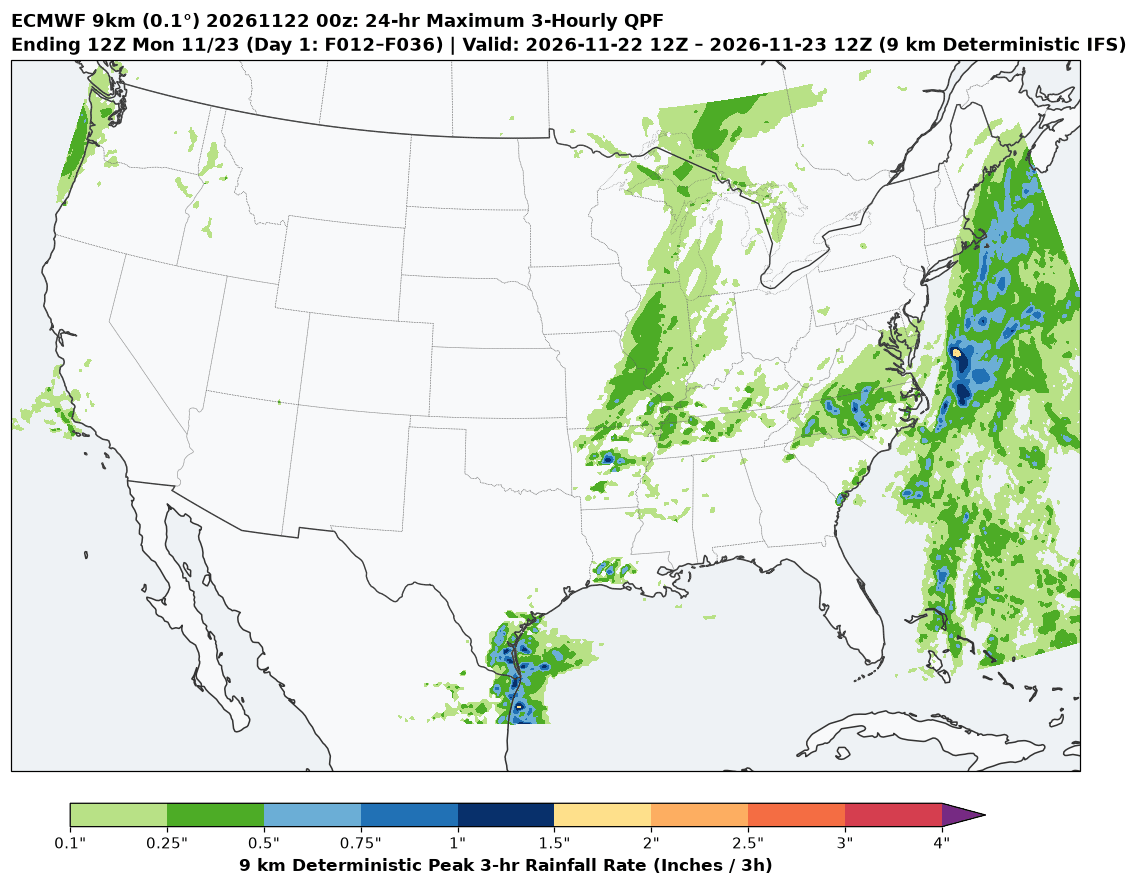 ECMWF 9km (0.1°) 20261122 00z: 24-hr Maximum 3-Hourly QPF
Ending 12Z Mon 11/23 (Day 1: F012–F036) | Valid: 2026-11-22 12Z – 2026-11-23 12Z (9 km Deterministic IFS)
0.1" 0.25" 0.5" 0.75" 1" 1.5" 2" 2.5" 3" 4"
9 km Deterministic Peak 3-hr Rainfall Rate (Inches / 3h)